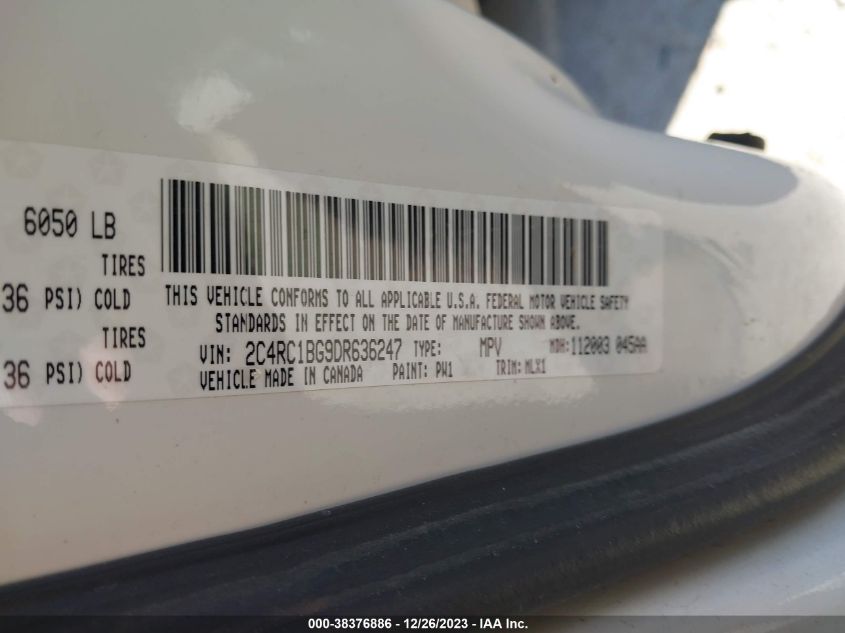 6050 LB
TIRES
36 PSI) COLD
TIRES
36 PSI) COLD
THIS VEHICLE CONFORMS TO ALL APPLICABLE U.S.A. FEDERAL MOTOR VEHICLE SAFETY
STANDARDS IN EFFECT ON THE DATE OF MANUFACTURE SHOWN ABOVE.
VIN: 2C4RC1BG9DR636247 TYPE: MPV MDH: 112003 045AA
VEHICLE MADE IN CANADA PAINT: PW1 TRIM: MLX1
000-38376886 - 12/26/2023 - IAA Inc.